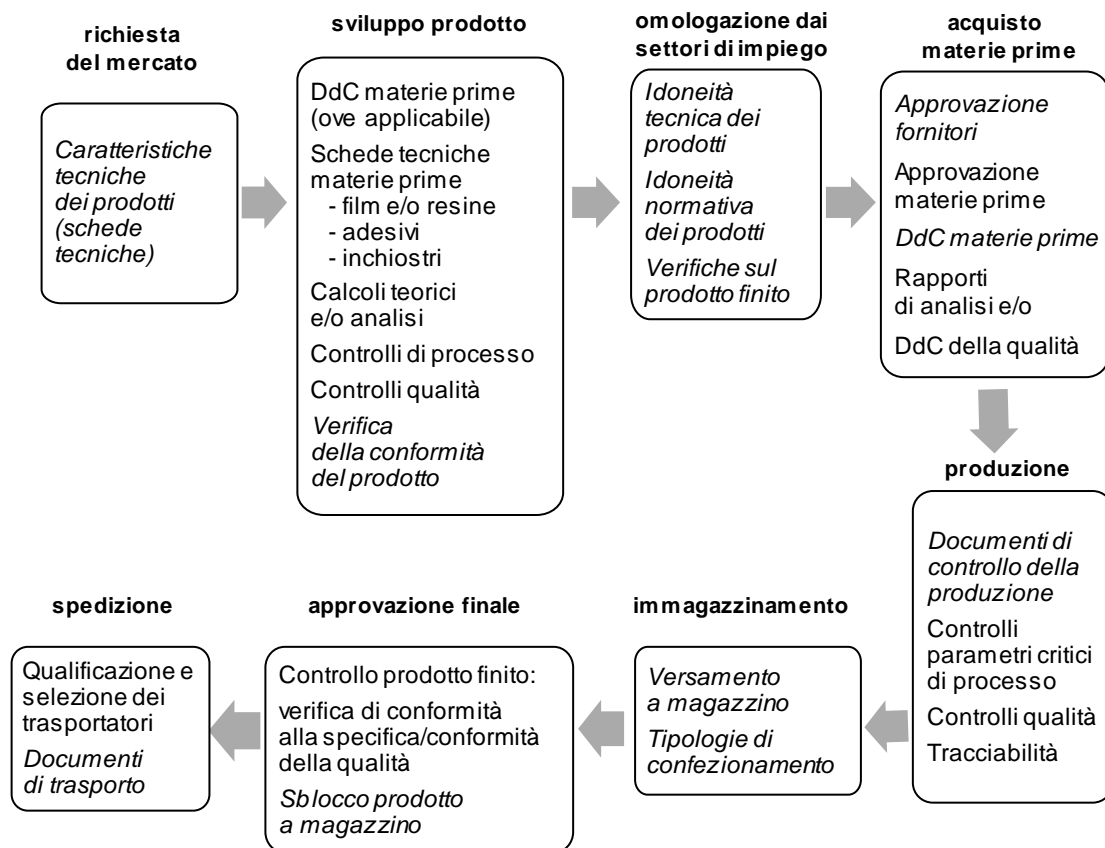 richiesta
del mercato
Caratteristiche
tecniche
dei prodotti
(schede
tecniche)
sviluppo prodotto
DdC materie prime
(ove applicabile)
Schede tecniche
materie prime
- film e/o resine
- adesivi
- inchiostri
Calcoli teorici
e/o analisi
Controlli di processo
Controlli qualità
Verifica
della conformità
del prodotto
omologazione dai
settori di impiego
Idoneità
tecnica dei
prodotti
Idoneità
normativa
dei prodotti
Verifiche sul
prodotto finito
acquisto
materie prime
Approvazione
fornitori
Approvazione
materie prime
DdC materie prime
Rapporti
di analisi e/o
DdC della qualità
produzione
Documenti di
controllo della
produzione
Controlli
parametri critici
di processo
Controlli qualità
Tracciabilità
immagazzinamento
Versamento
a magazzino
Tipologie di
confezionamento
approvazione finale
Controllo prodotto finito:
verifica di conformità
alla specifica/conformità
della qualità
Sblocco prodotto
a magazzino
spedizione
Qualificazione e
selezione dei
trasportatori
Documenti
di trasporto